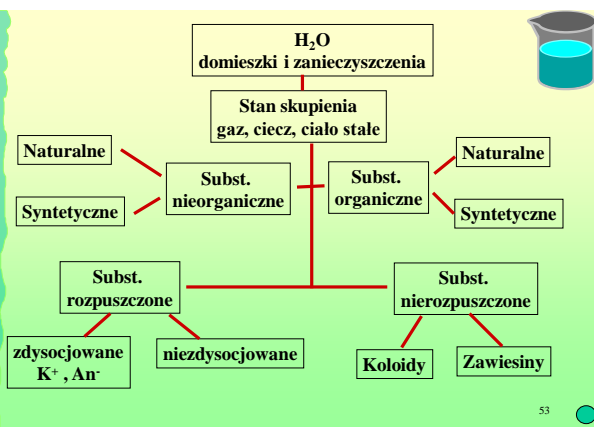 H₂O
domieszki i zanieczyszczenia
Stan skupienia
gaz, ciecz, ciało stałe
Naturalne
Syntetyczne
Subst.
nieorganiczne
Subst.
organiczne
Naturalne
Syntetyczne
Subst.
rozpuszczone
Subst.
nierozpuszczone
zdysocjowane
K⁺ , An⁻
niezdysocjowane
Koloidy
Zawiesiny
53